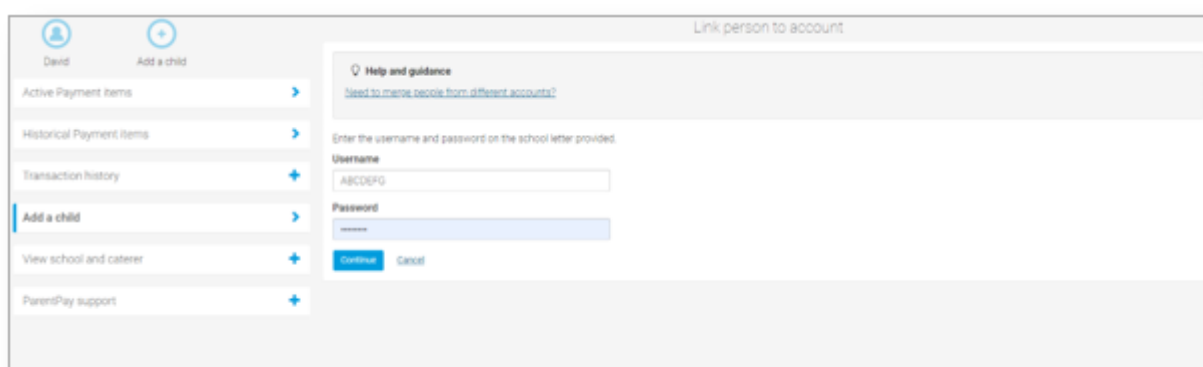 Link person to account
David
Add a child
Help and guidance
Need to merge people from different accounts?
Active Payment items
Historical Payment items
Transaction history
Add a child
View school and caterer
ParentPay support
Enter the username and password on the school letter provided.
Username
ABCDEFG
Password
Continue
Cancel